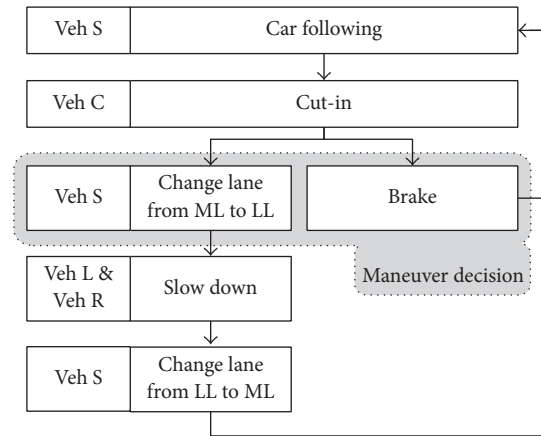 Veh S
Car following
Veh C
Cut-in
Veh S
Change lane
from ML to LL
Brake
Maneuver decision
Veh L &
Veh R
Slow down
Veh S
Change lane
from LL to ML